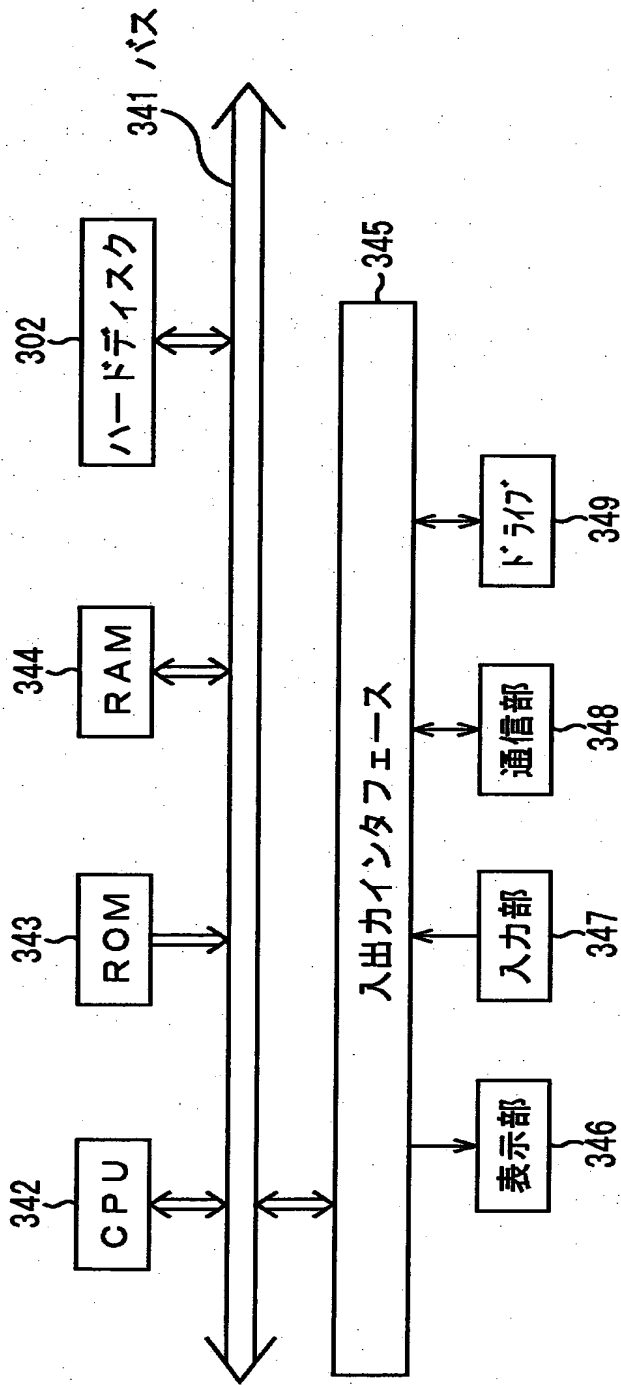 342
CPU
343
ROM
344
RAM
302
ハードディスク
341 バス
345
入出力インタフェース
表示部
346
入力部
347
通信部
348
ドライブ
349